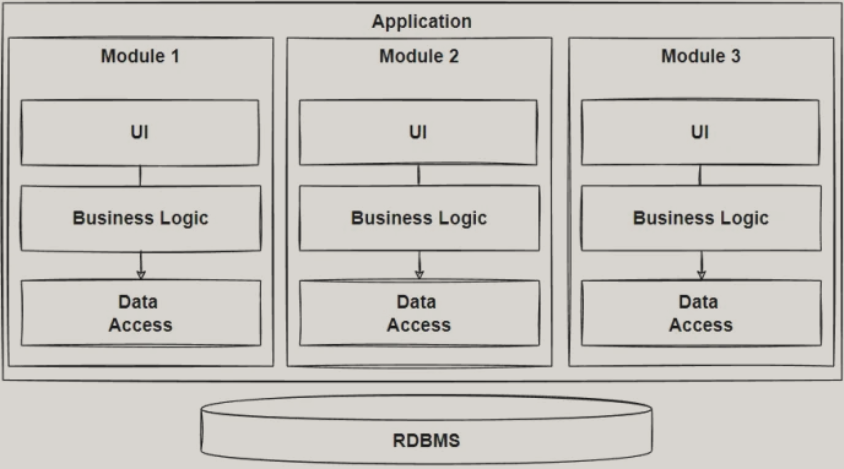 Application
Module 1
Module 2
Module 3
UI
UI
UI
Business Logic
Business Logic
Business Logic
Data
Access
Data
Access
Data
Access
RDBMS